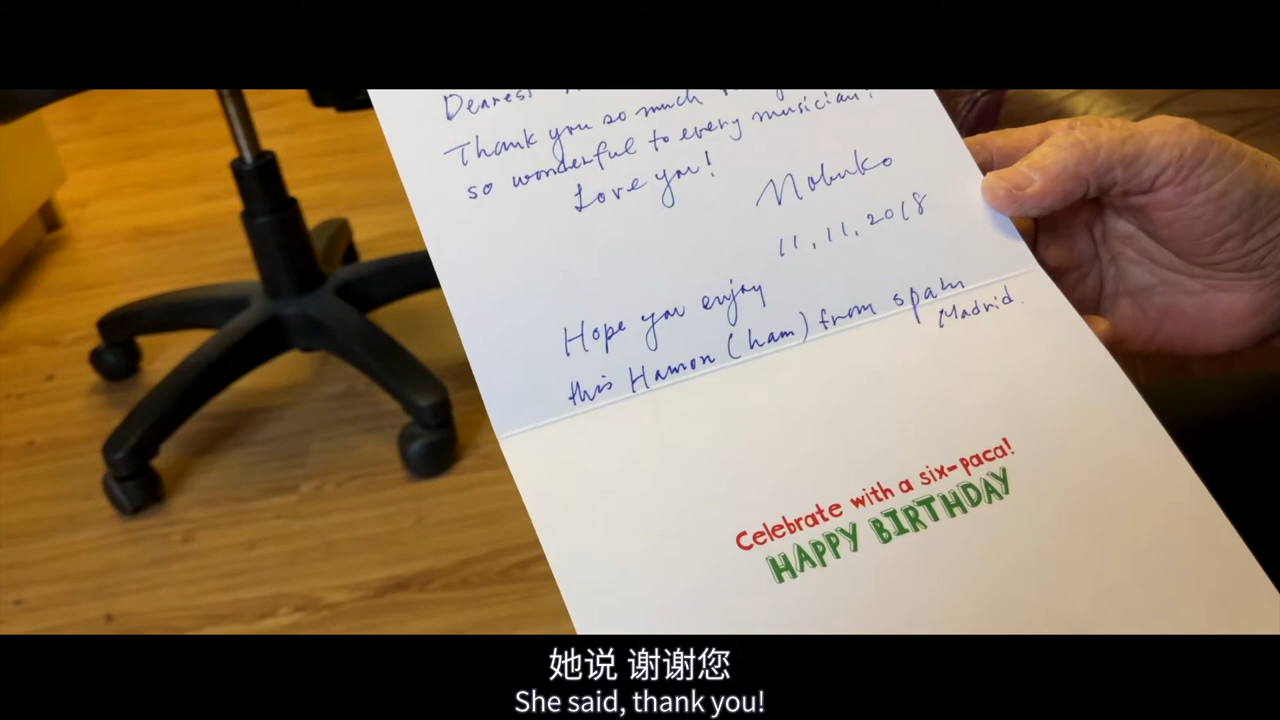 Dearest
Thank you so much
so wonderful to every musician!
Love you!
Nobuko
11.11.2018
Hope you enjoy
this Hamon (ham) from spain
Madrid.
Celebrate with a six-paca!
HAPPY BIRTHDAY
她说 谢谢您
She said, thank you!